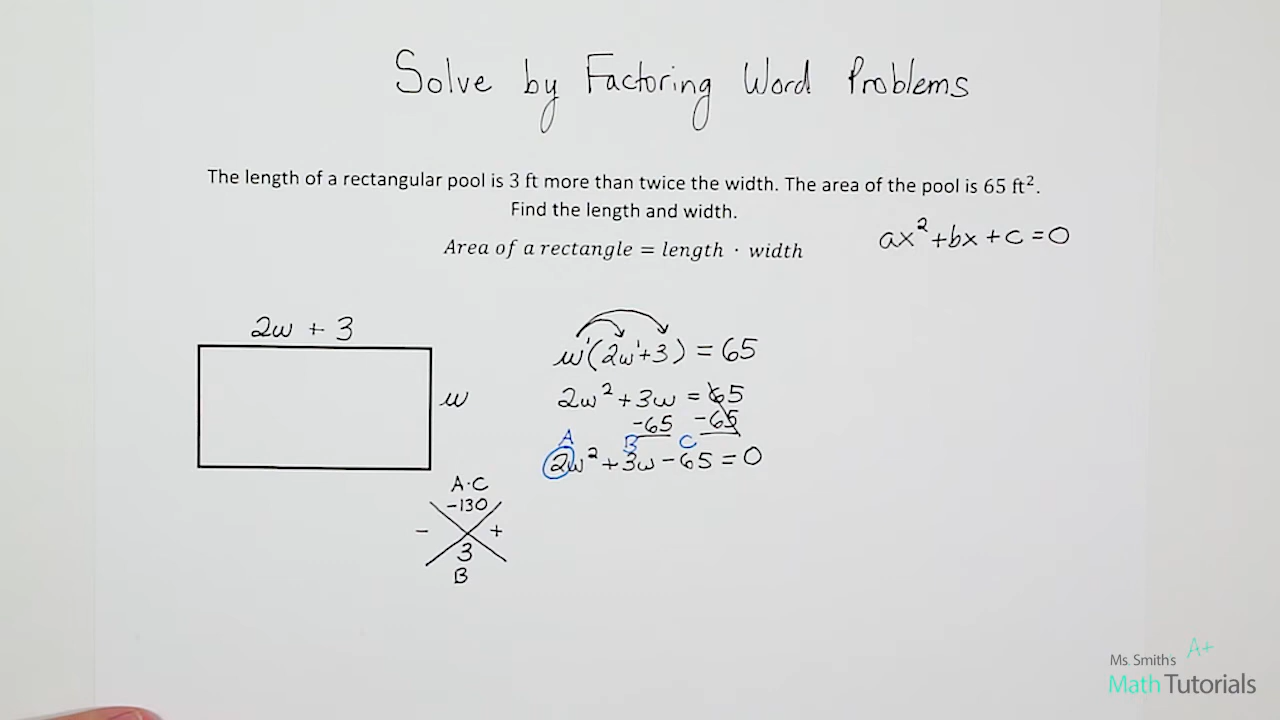 Solve by Factoring Word Problems
The length of a rectangular pool is 3 ft more than twice the width. The area of the pool is 65 ft².
Find the length and width.
Area of a rectangle = length · width
ax² + bx + c = 0
2w + 3
w
w¹(2w¹+3) = 65
2w² + 3w = 65
-65 -65
A B C
2w² + 3w - 65 = 0
A·C
-130
- +
3
B
Ms. Smith's A+
Math Tutorials